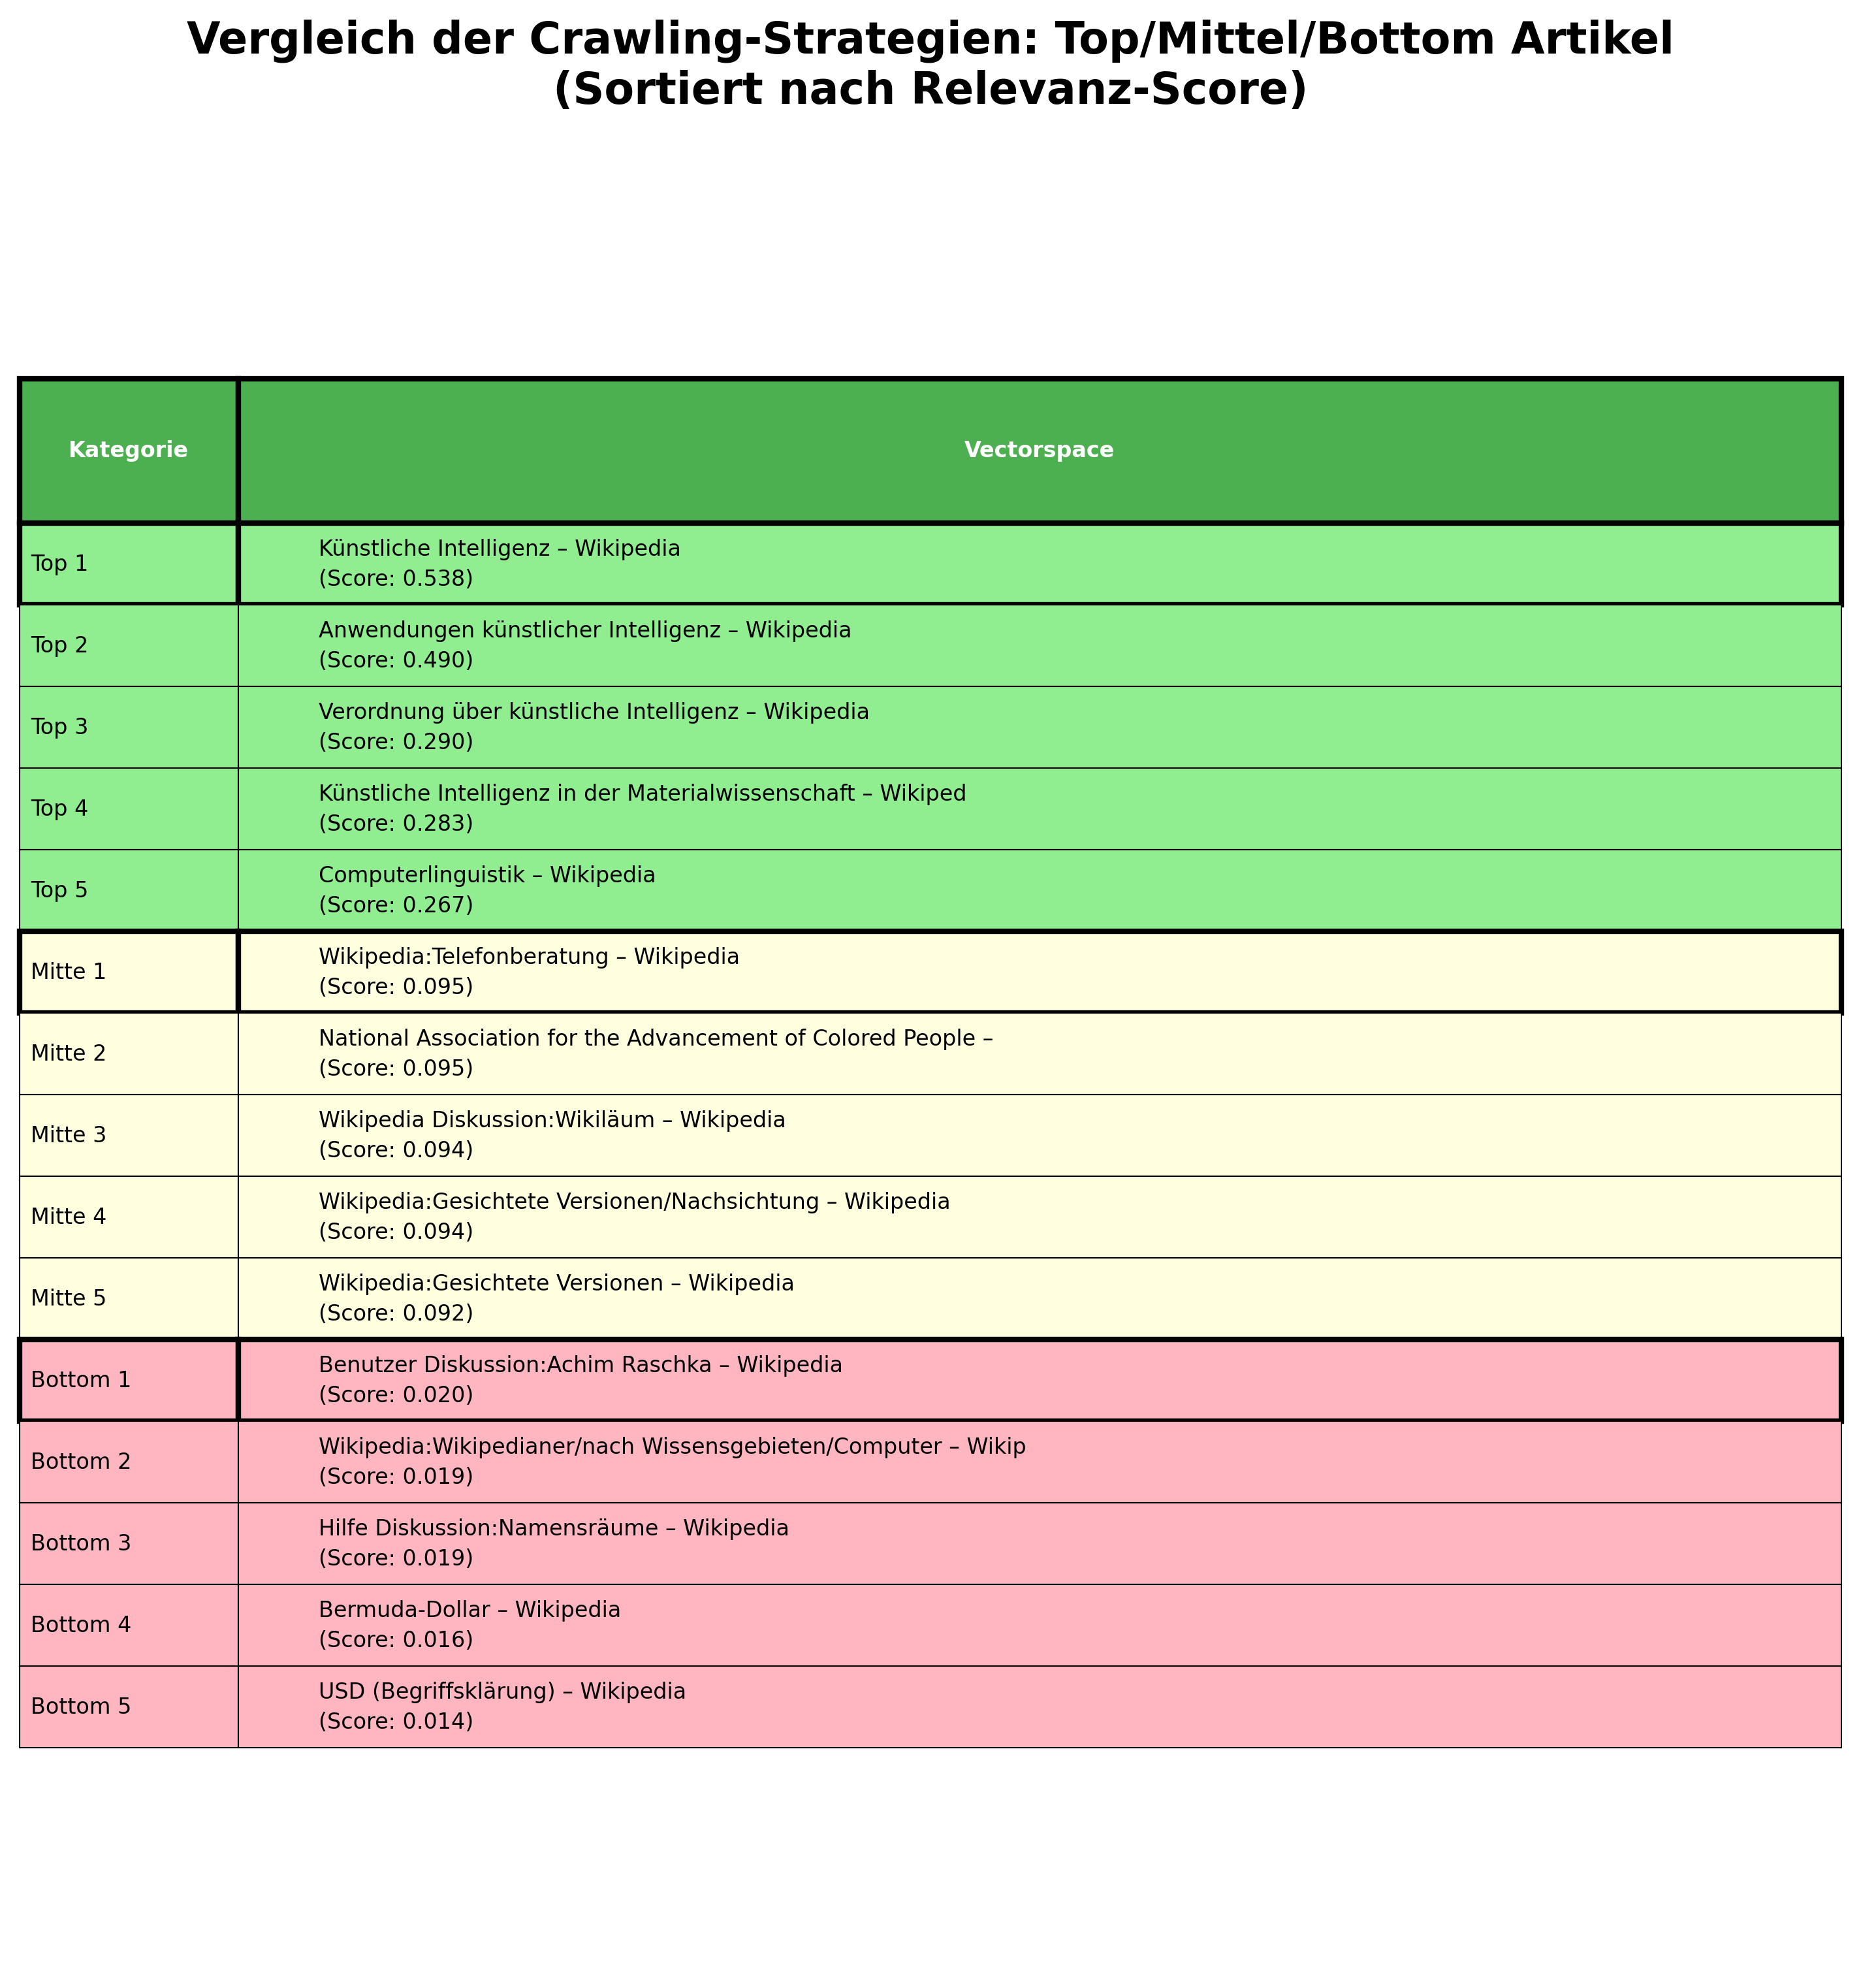 Vergleich der Crawling-Strategien: Top/Mittel/Bottom Artikel
(Sortiert nach Relevanz-Score)
Kategorie Vectorspace
Top 1 Künstliche Intelligenz – Wikipedia
(Score: 0.538)
Top 2 Anwendungen künstlicher Intelligenz – Wikipedia
(Score: 0.490)
Top 3 Verordnung über künstliche Intelligenz – Wikipedia
(Score: 0.290)
Top 4 Künstliche Intelligenz in der Materialwissenschaft – Wikiped
(Score: 0.283)
Top 5 Computerlinguistik – Wikipedia
(Score: 0.267)
Mitte 1 Wikipedia:Telefonberatung – Wikipedia
(Score: 0.095)
Mitte 2 National Association for the Advancement of Colored People –
(Score: 0.095)
Mitte 3 Wikipedia Diskussion:Wikiläum – Wikipedia
(Score: 0.094)
Mitte 4 Wikipedia:Gesichtete Versionen/Nachsichtung – Wikipedia
(Score: 0.094)
Mitte 5 Wikipedia:Gesichtete Versionen – Wikipedia
(Score: 0.092)
Bottom 1 Benutzer Diskussion:Achim Raschka – Wikipedia
(Score: 0.020)
Bottom 2 Wikipedia:Wikipedianer/nach Wissensgebieten/Computer – Wikip
(Score: 0.019)
Bottom 3 Hilfe Diskussion:Namensräume – Wikipedia
(Score: 0.019)
Bottom 4 Bermuda-Dollar – Wikipedia
(Score: 0.016)
Bottom 5 USD (Begriffsklärung) – Wikipedia
(Score: 0.014)